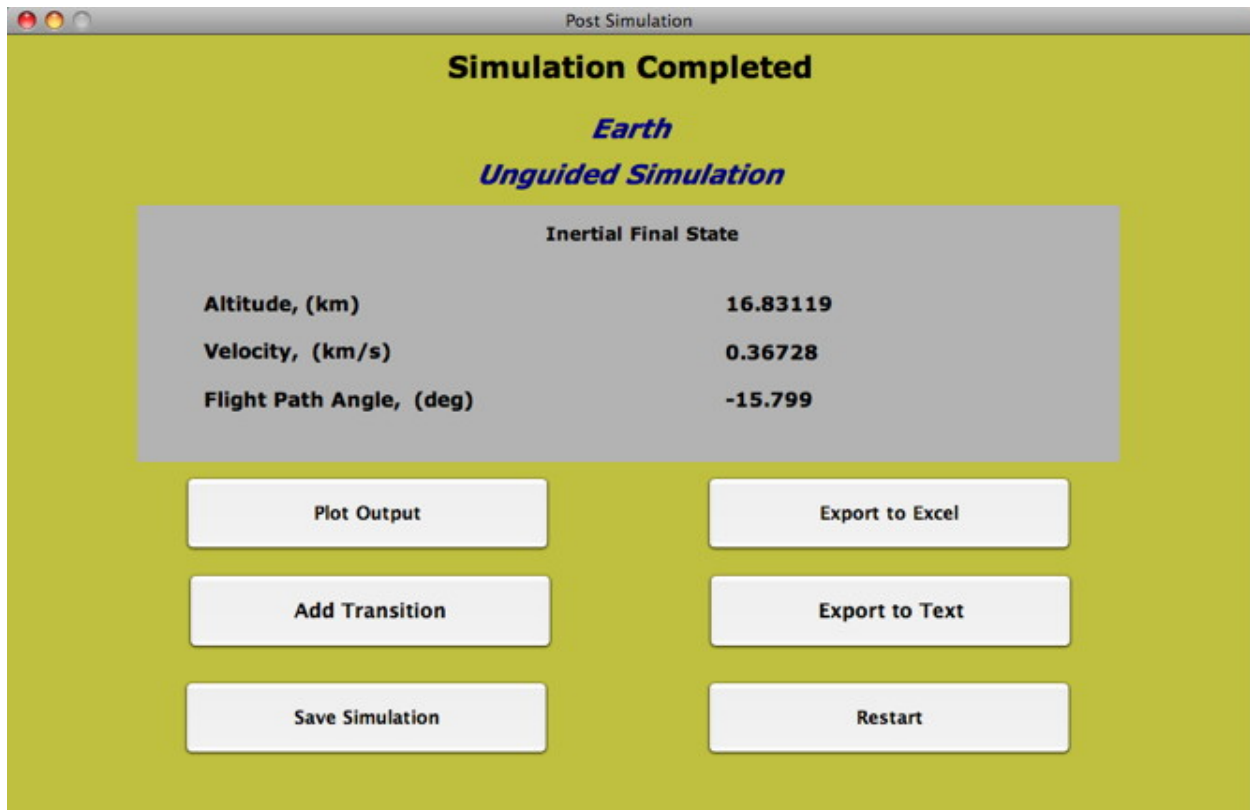 Post Simulation
Simulation Completed
Earth
Unguided Simulation
Inertial Final State
Altitude, (km) 16.83119
Velocity, (km/s) 0.36728
Flight Path Angle, (deg) -15.799
Plot Output Export to Excel
Add Transition Export to Text
Save Simulation Restart